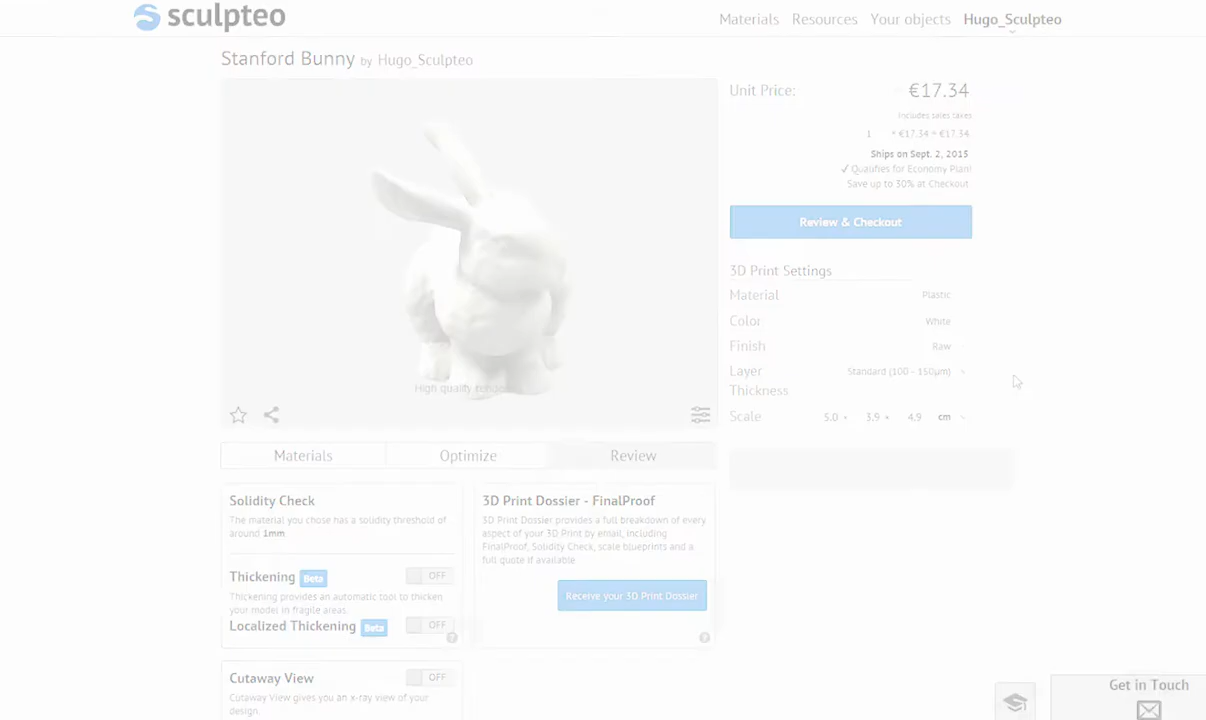 sculpteo
Materials Resources Your objects Hugo_Sculpteo
Stanford Bunny by Hugo_Sculpteo
High quality render
Unit Price: €17.34
Includes sales taxes
1 * €17.34 = €17.34
Ships on Sept. 2, 2015
✓ Qualifies for Economy Plan!
Save up to 30% at Checkout
Review & Checkout
3D Print Settings
Material Plastic
Color White
Finish Raw
Layer Thickness Standard (100 - 150µm)
Scale 5.0 3.9 4.9 cm
Materials Optimize Review
Solidity Check
The material you chose has a solidity threshold of
around 1mm
Thickening Beta OFF
Thickening provides an automatic tool to thicken
your model in fragile areas.
Localized Thickening Beta OFF
?
3D Print Dossier - FinalProof
3D Print Dossier provides a full breakdown of every
aspect of your 3D Print by email, including
FinalProof, Solidity Check, scale blueprints and a
full quote if available
Receive your 3D Print Dossier
?
Cutaway View OFF
Cutaway View gives you an x-ray view of your
design.
Get in Touch